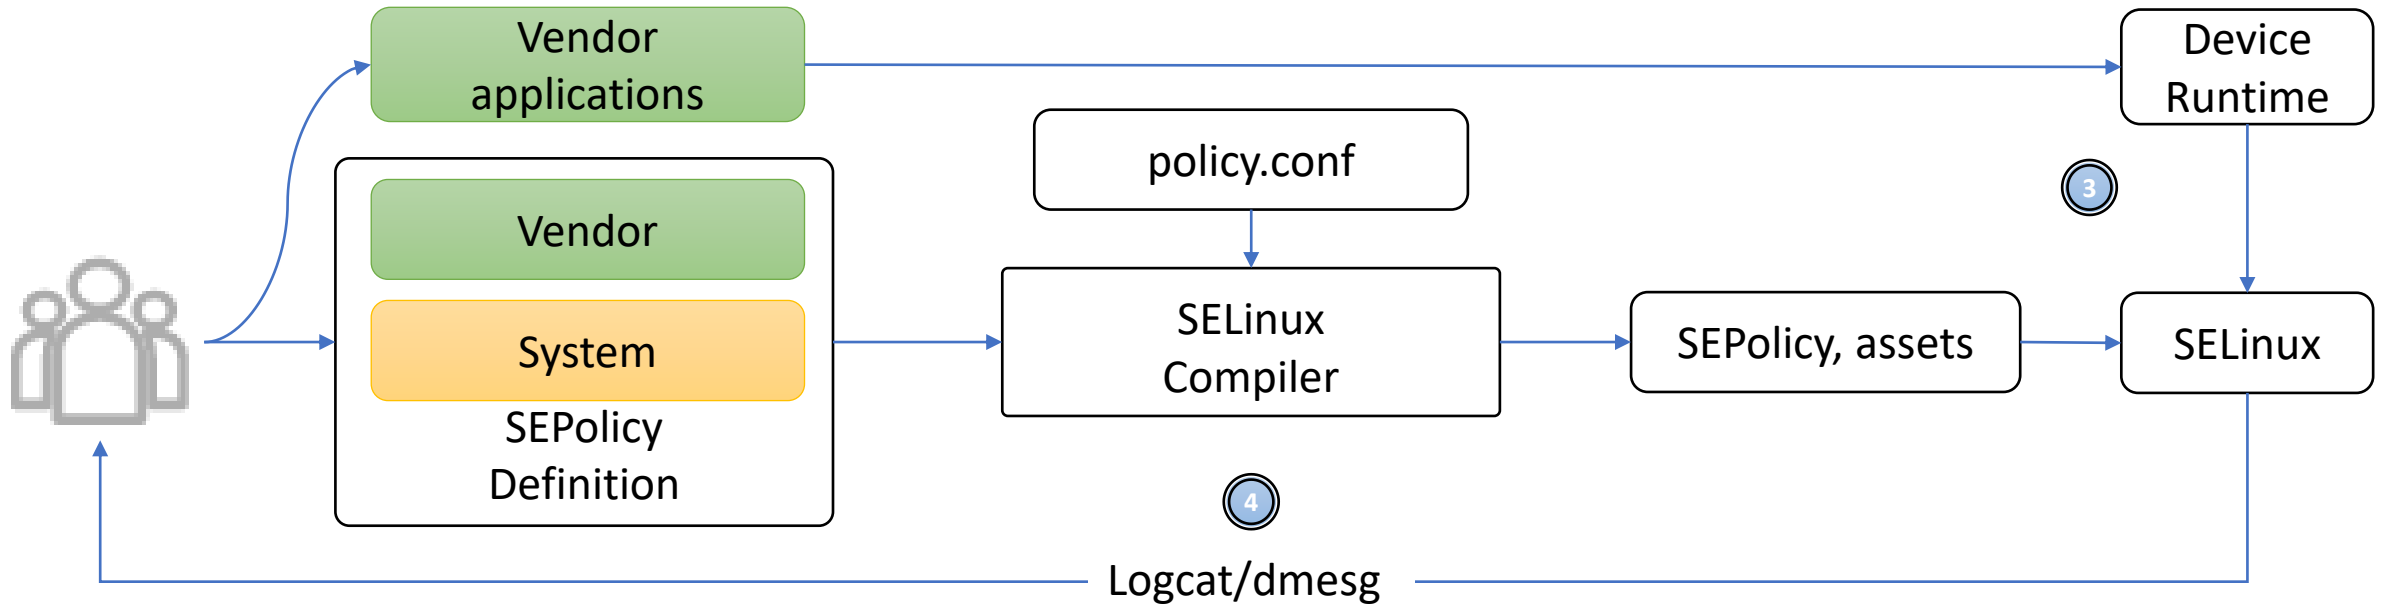 Vendor
applications
Device
Runtime
policy.conf
3
Vendor
System
SEPolicy
Definition
SELinux
Compiler
SEPolicy, assets
SELinux
4
Logcat/dmesg